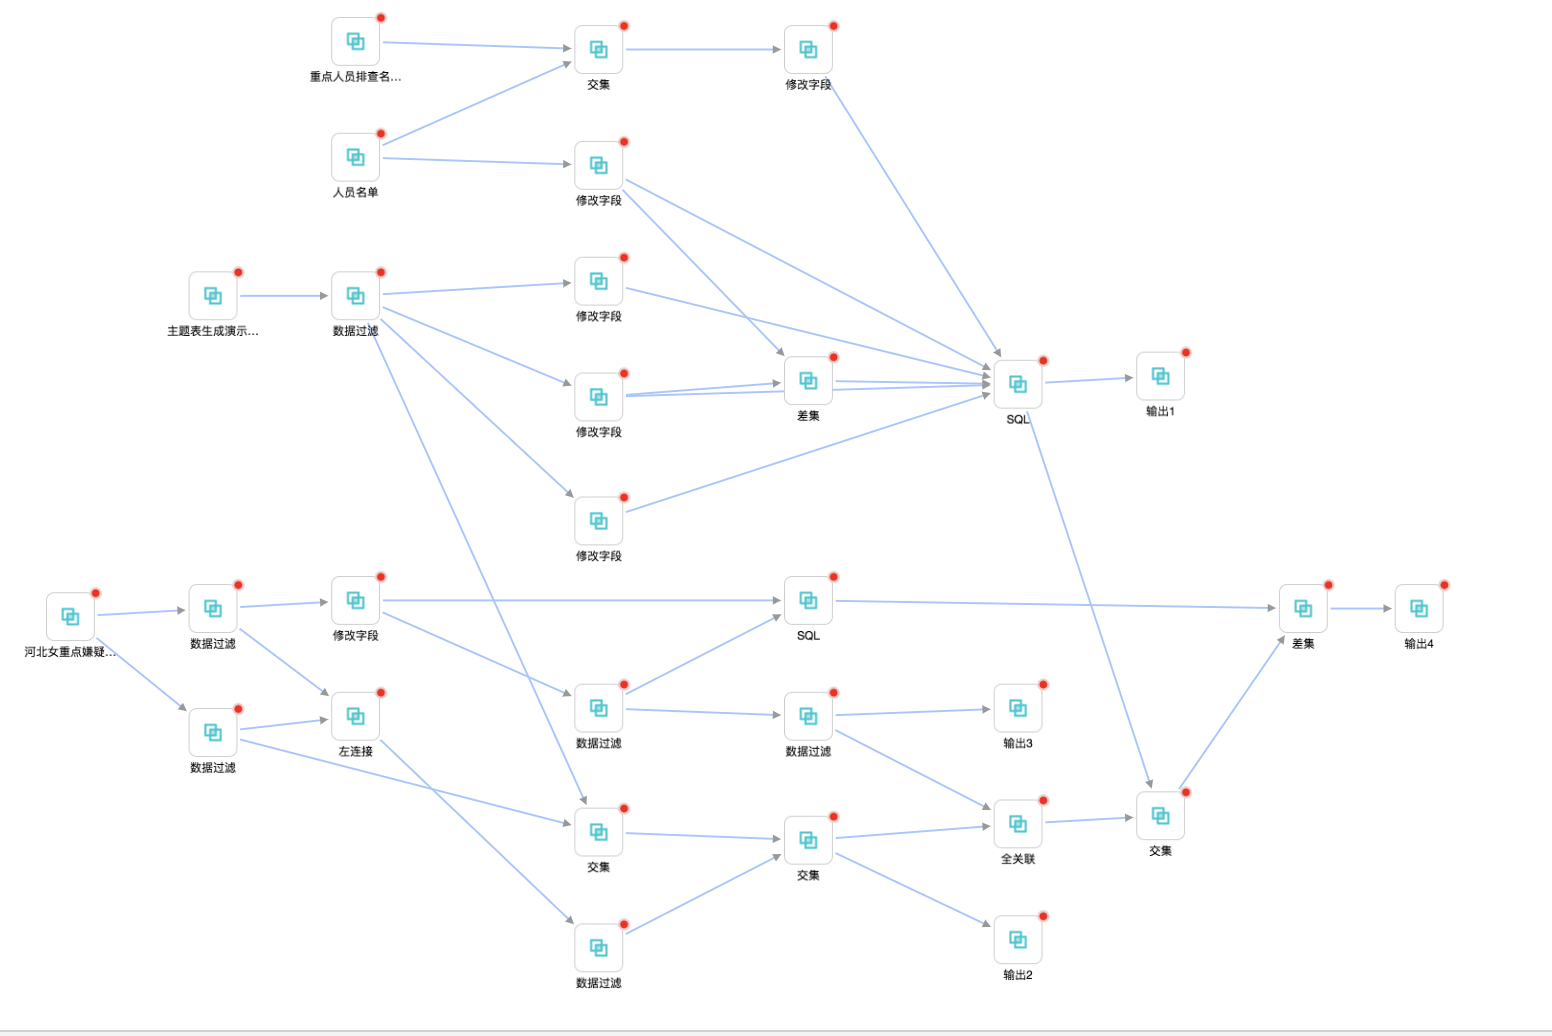 重点人员排查名...
交集
修改字段
人员名单
修改字段
主题表生成演示...
数据过滤
修改字段
修改字段
差集
SQL
输出1
修改字段
河北女重点嫌疑...
数据过滤
修改字段
SQL
差集
输出4
数据过滤
左连接
数据过滤
数据过滤
输出3
交集
交集
全关联
交集
数据过滤
输出2